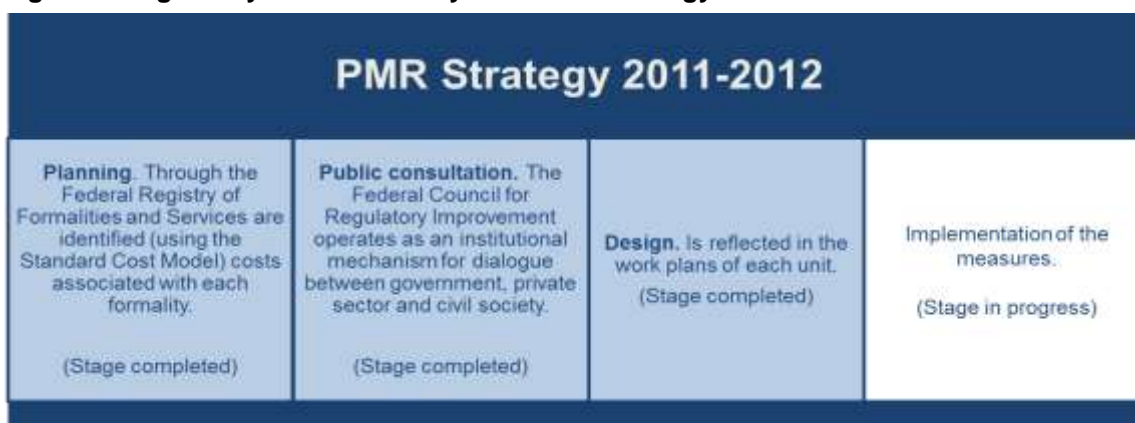 PMR Strategy 2011-2012
Planning. Through the
Federal Registry of
Formalities and Services are
identified (using the
Standard Cost Model) costs
associated with each
formality.
(Stage completed)
Public consultation. The
Federal Council for
Regulatory Improvement
operates as an institutional
mechanism for dialogue
between government, private
sector and civil society.
(Stage completed)
Design. Is reflected in the
work plans of each unit.
(Stage completed)
Implementation of the
measures.
(Stage in progress)